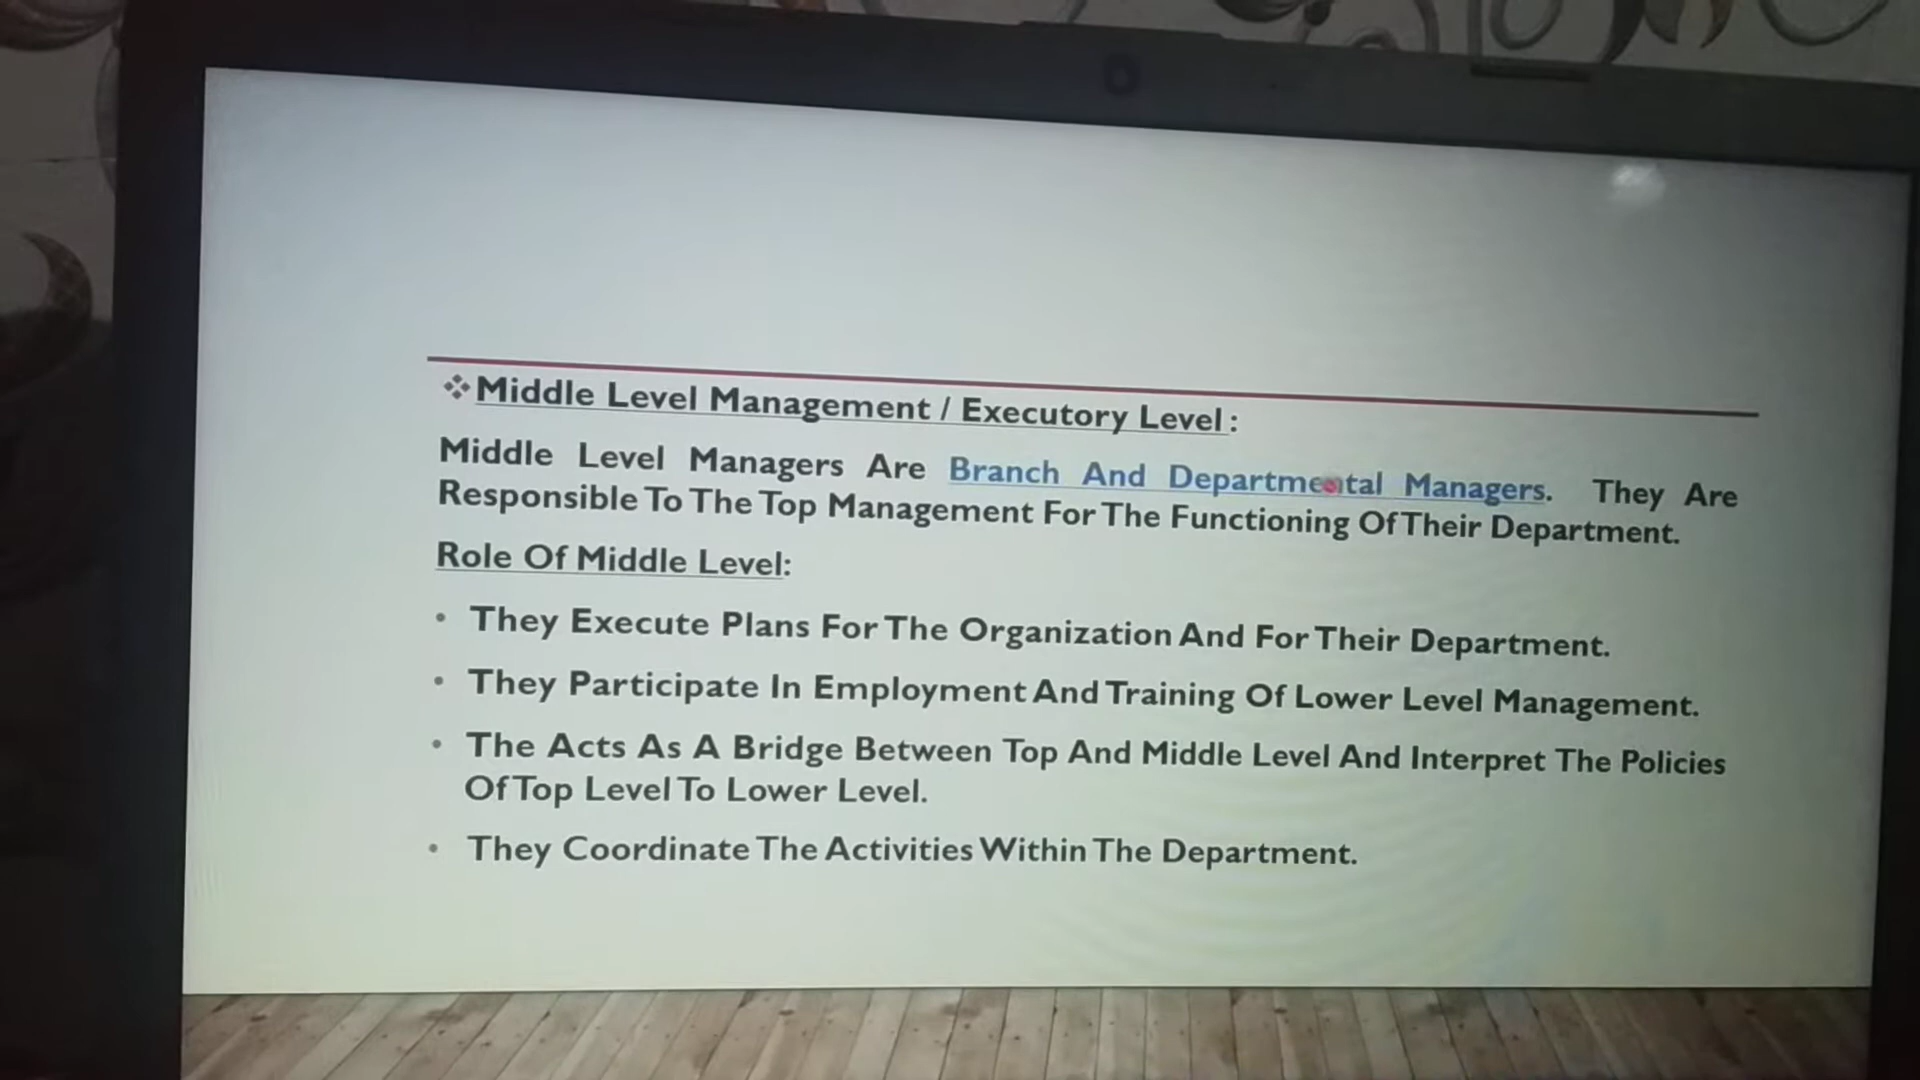 ❖Middle Level Management / Executory Level :
Middle Level Managers Are Branch And Departmental Managers. They Are
Responsible To The Top Management For The Functioning Of Their Department.
Role Of Middle Level:
• They Execute Plans For The Organization And For Their Department.
• They Participate In Employment And Training Of Lower Level Management.
• The Acts As A Bridge Between Top And Middle Level And Interpret The Policies
Of Top Level To Lower Level.
• They Coordinate The Activities Within The Department.